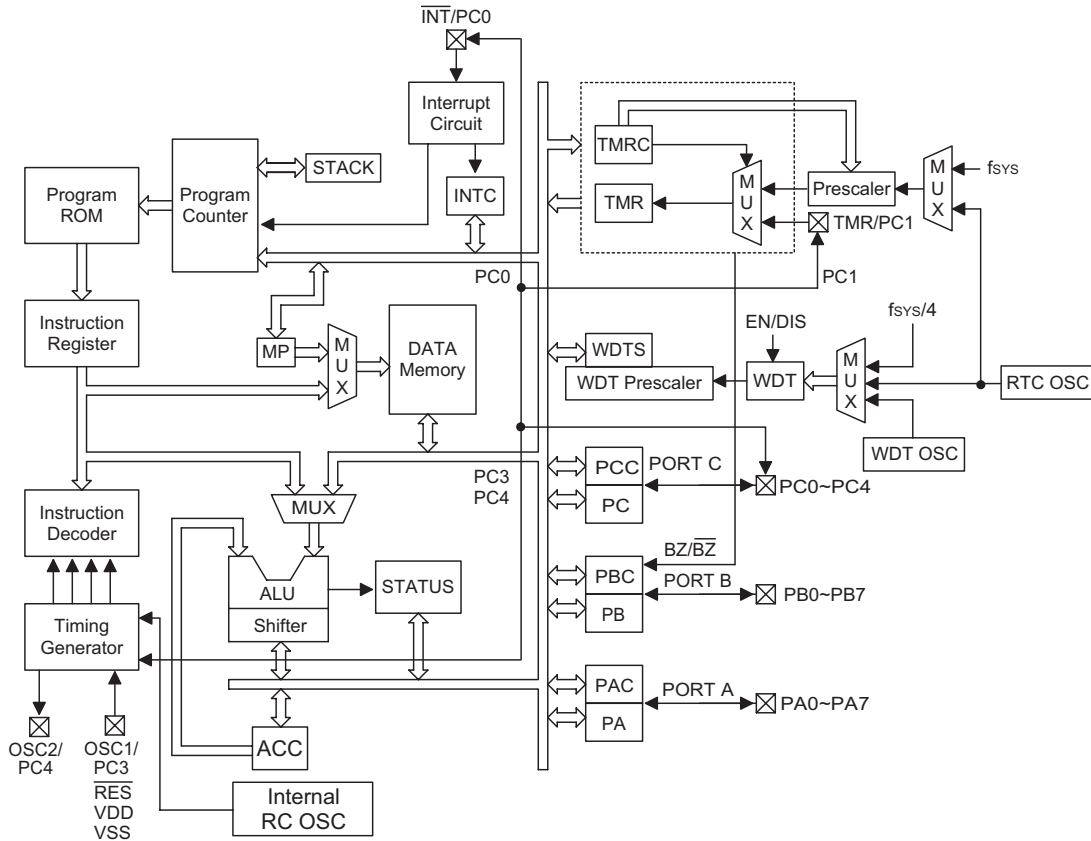 INT/PC0
Interrupt
Circuit
STACK
Program
ROM
Program
Counter
INTC
TMRC
TMR
M
U
X
Prescaler
M
U
X
fSYS
TMR/PC1
PC0
PC1
Instruction
Register
MP
M
U
X
DATA
Memory
EN/DIS
fSYS/4
WDTS
WDT Prescaler
WDT
M
U
X
RTC OSC
WDT OSC
PC3
PC4
PCC
PC
PORT C
PC0~PC4
MUX
Instruction
Decoder
ALU
Shifter
STATUS
BZ/BZ
PBC
PB
PORT B
PB0~PB7
Timing
Generator
PAC
PA
PORT A
PA0~PA7
OSC2/
PC4
OSC1/
PC3
RES
VDD
VSS
ACC
Internal
RC OSC